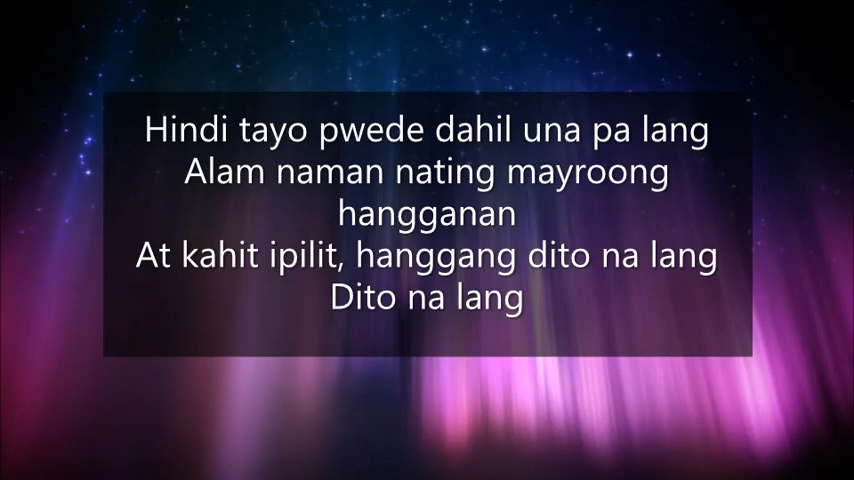 Hindi tayo pwede dahil una pa lang
Alam naman nating mayroong
hangganan
At kahit ipilit, hanggang dito na lang
Dito na lang